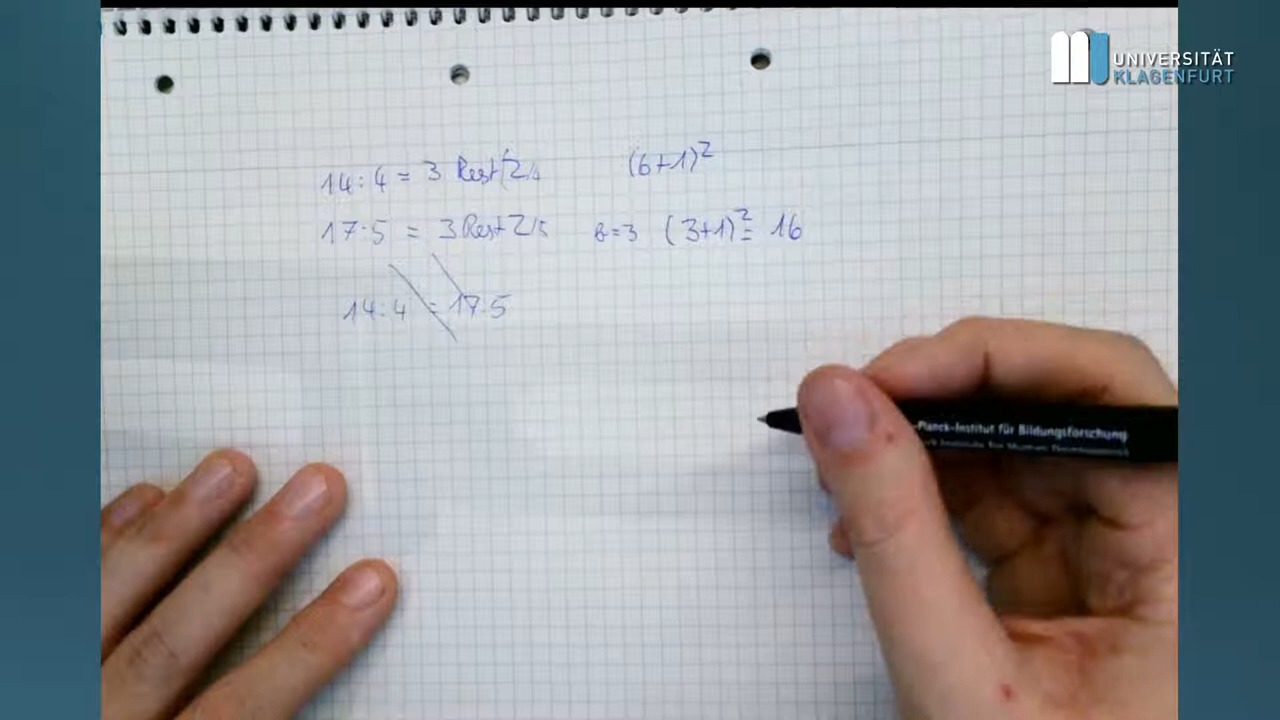 UNIVERSITÄT
KLAGENFURT
14:4 = 3 Rest 2/4
(6+1)²
17:5 = 3 Rest 2/5
8=3 (3+1)² = 16
14:4 = 17:5
-Planck-Institut für Bildungsforschung